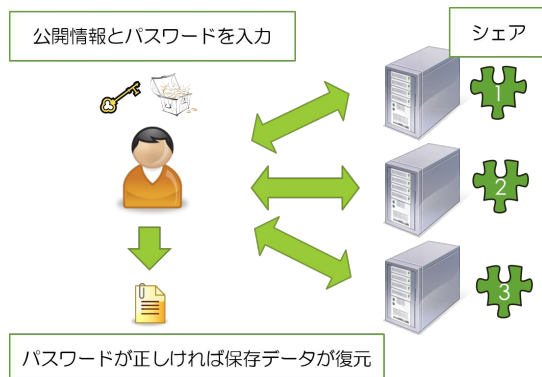 公開情報とパスワードを入力
シェア
1
2
3
パスワードが正しければ保存データが復元